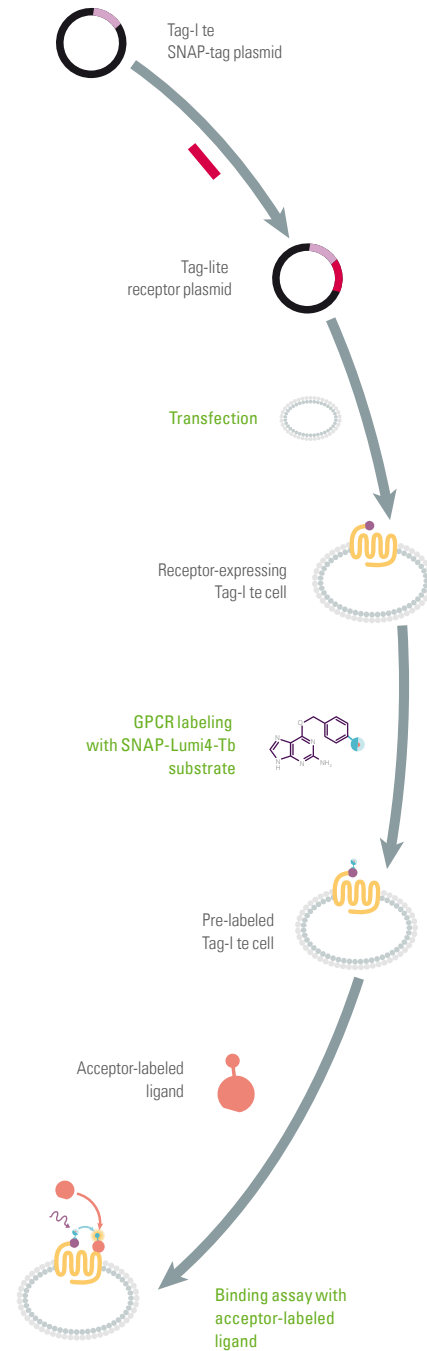 Tag-l te
SNAP-tag plasmid
Tag-lite
receptor plasmid
Transfection
Receptor-expressing
Tag-l te cell
GPCR labeling
with SNAP-Lumi4-Tb
substrate
O
N
N
N
H
N
NH₂
Pre-labeled
Tag-l te cell
Acceptor-labeled
ligand
Binding assay with
acceptor-labeled
ligand